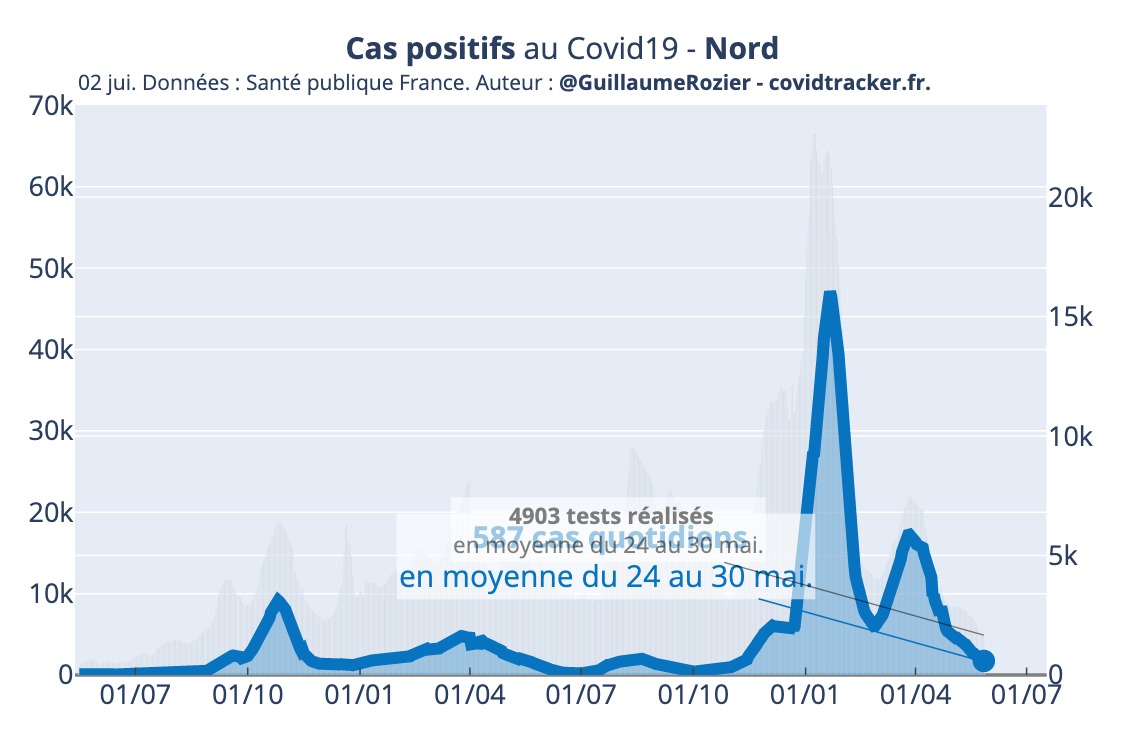 Cas positifs au Covid19 - Nord
02 jui. Données : Santé publique France. Auteur : @GuillaumeRozier - covidtracker.fr.
70k
60k
50k
40k
30k
20k
10k
0
20k
15k
10k
5k
0
4903 tests réalisés
en moyenne du 24 au 30 mai.
587 cas quotidiens
en moyenne du 24 au 30 mai.
01/07 01/10 01/01 01/04 01/07 01/10 01/01 01/04 01/07